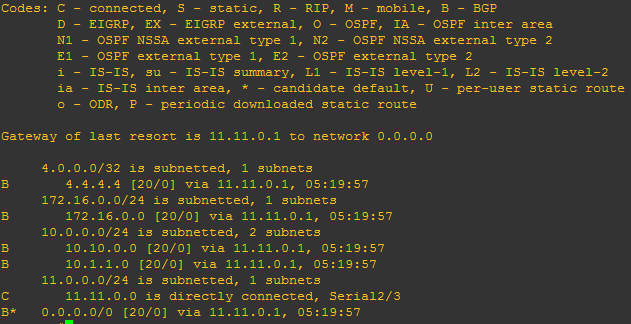 Codes: C - connected, S - static, R - RIP, M - mobile, B - BGP
D - EIGRP, EX - EIGRP external, O - OSPF, IA - OSPF inter area
N1 - OSPF NSSA external type 1, N2 - OSPF NSSA external type 2
E1 - OSPF external type 1, E2 - OSPF external type 2
i - IS-IS, su - IS-IS summary, L1 - IS-IS level-1, L2 - IS-IS level-2
ia - IS-IS inter area, * - candidate default, U - per-user static route
o - ODR, P - periodic downloaded static route
Gateway of last resort is 11.11.0.1 to network 0.0.0.0
4.0.0.0/32 is subnetted, 1 subnets
B 4.4.4.4 [20/0] via 11.11.0.1, 05:19:57
172.16.0.0/24 is subnetted, 1 subnets
B 172.16.0.0 [20/0] via 11.11.0.1, 05:19:57
10.0.0.0/24 is subnetted, 2 subnets
B 10.10.0.0 [20/0] via 11.11.0.1, 05:19:57
B 10.1.1.0 [20/0] via 11.11.0.1, 05:19:57
11.0.0.0/24 is subnetted, 1 subnets
C 11.11.0.0 is directly connected, Serial2/3
B* 0.0.0.0/0 [20/0] via 11.11.0.1, 05:19:57